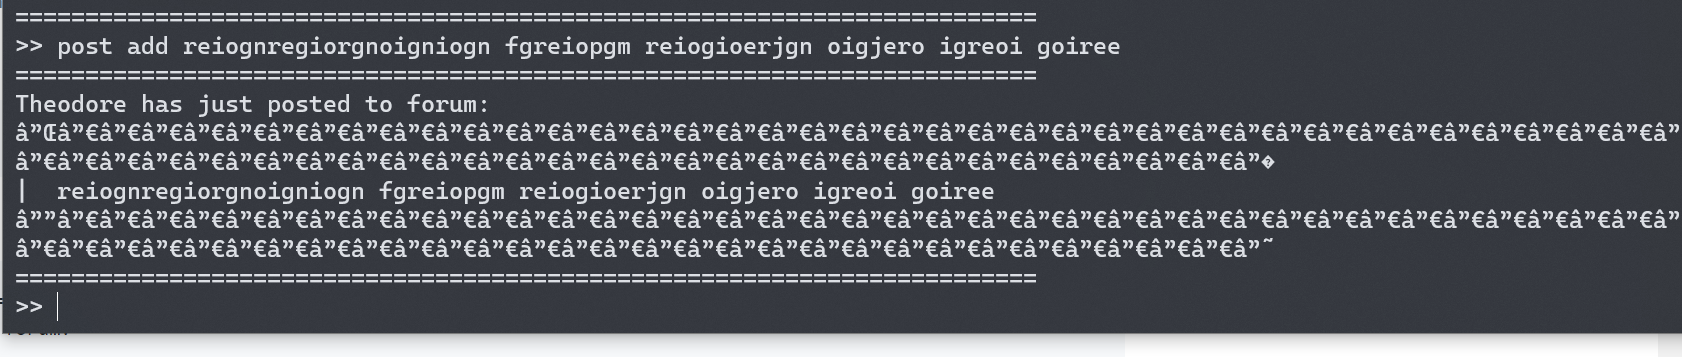 =========================================================================
>> post add reiognregiorgnoigniogn fgreiopgm reiogioerjgn oigjero igreoi goiree
=========================================================================
Theodore has just posted to forum:
â”Œâ”€â”€â”€â”€â”€â”€â”€â”€â”€â”€â”€â”€â”€â”€â”€â”€â”€â”€â”€â”€â”€â”€â”€â”€â”€â”€â”€â”€â”€â”€â”€â”€â”€â”€â”€â”€â”€â”€â”
â”€â”€â”€â”€â”€â”€â”€â”€â”€â”€â”€â”€â”€â”€â”€â”€â”€â”€â”€â”€â”€â”€â”€â”€â”€â”€â”€â”€â”€â”�
|  reiognregiorgnoigniogn fgreiopgm reiogioerjgn oigjero igreoi goiree
â””â”€â”€â”€â”€â”€â”€â”€â”€â”€â”€â”€â”€â”€â”€â”€â”€â”€â”€â”€â”€â”€â”€â”€â”€â”€â”€â”€â”€â”€â”€â”€â”€â”€â”€â”€â”€â”€â”€â”
â”€â”€â”€â”€â”€â”€â”€â”€â”€â”€â”€â”€â”€â”€â”€â”€â”€â”€â”€â”€â”€â”€â”€â”€â”€â”€â”€â”€â”€â”˜
=========================================================================
>>